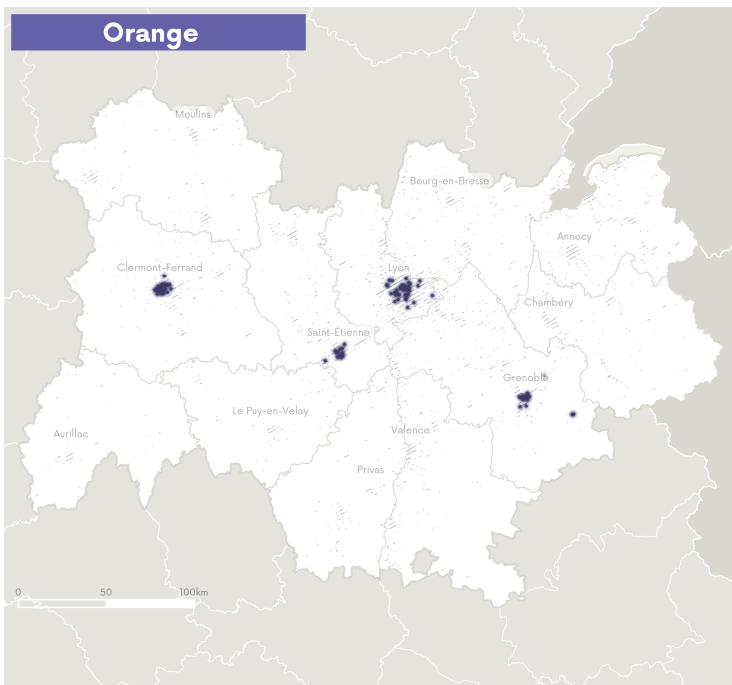 Orange
Moulins
Bourg-en-Bresse
Annecy
Clermont-Ferrand
Lyon
Chambéry
Saint-Étienne
Grenoble
Le Puy-en-Velay
Aurillac
Valence
Privas
0 50 100km